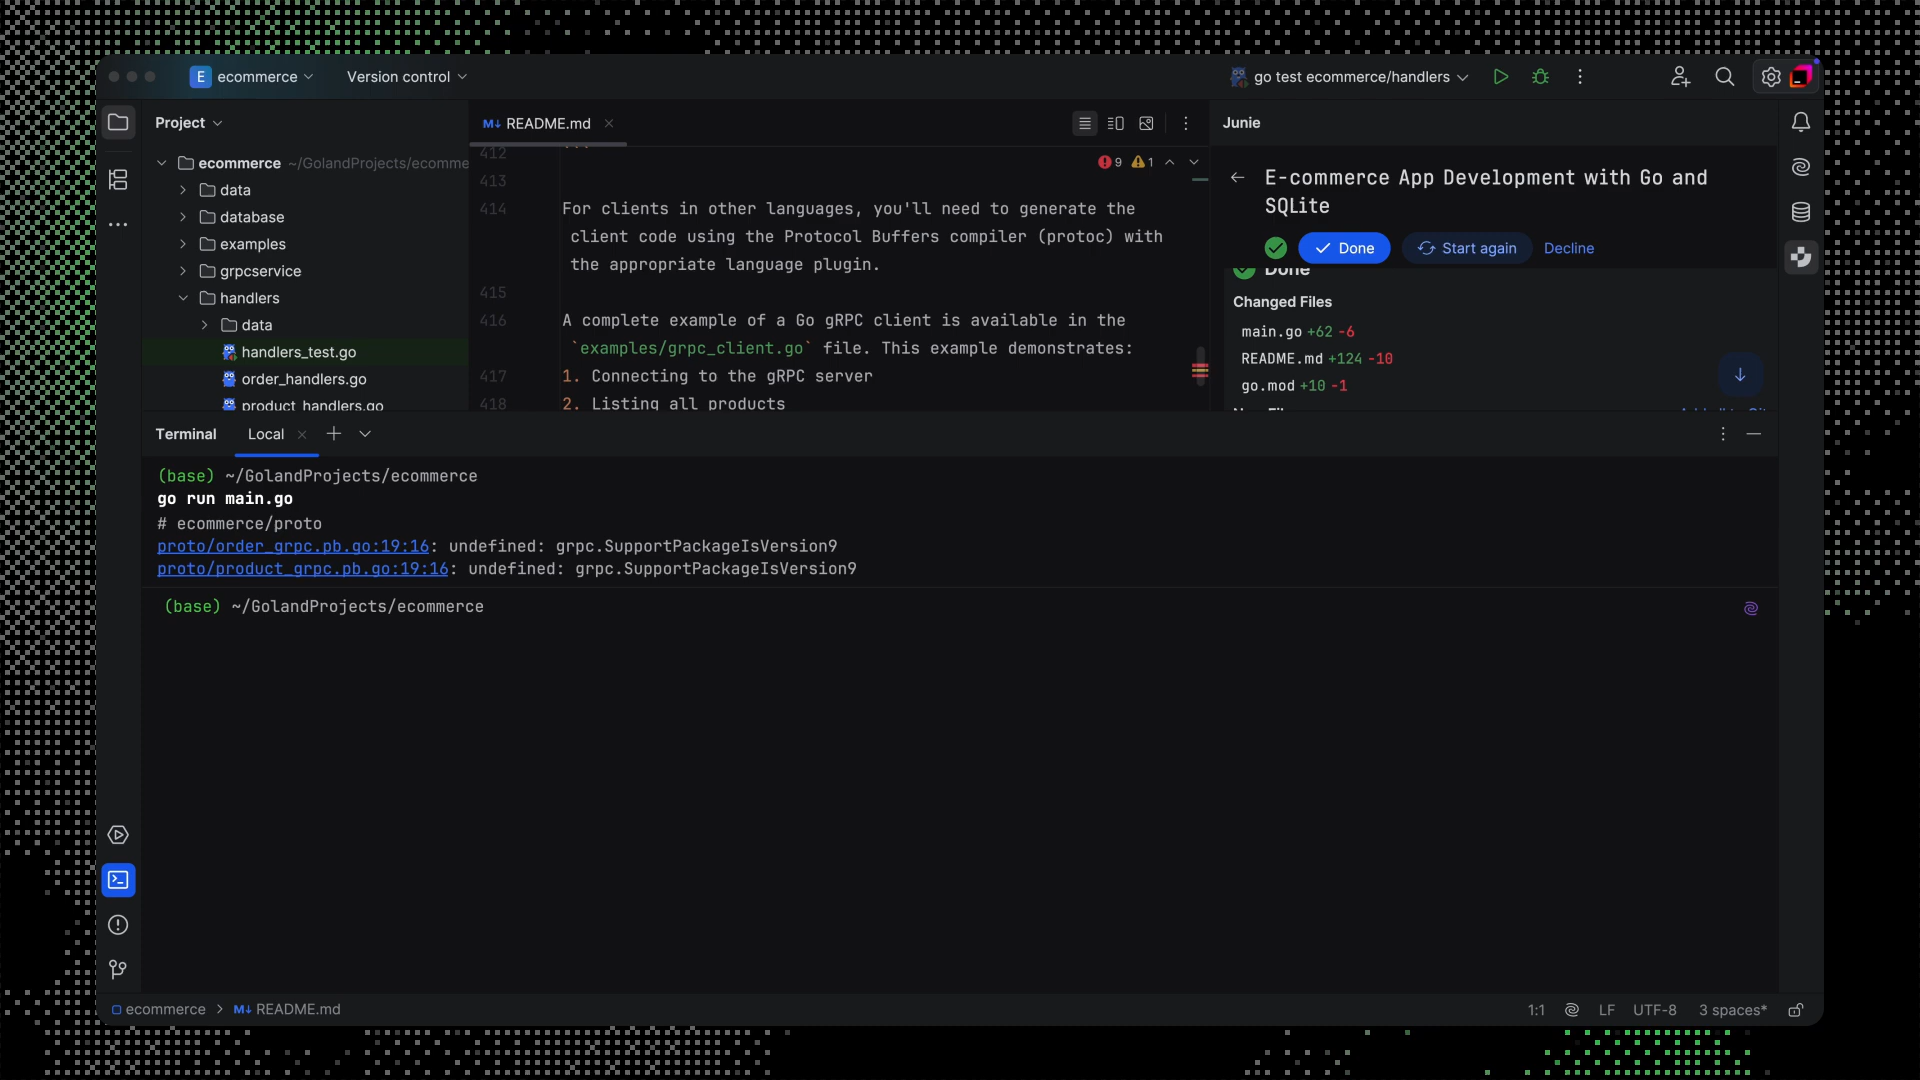 E ecommerce
Version control
go test ecommerce/handlers
Project
ecommerce ~/GolandProjects/ecomme
data
database
examples
grpcservice
handlers
data
handlers_test.go
order_handlers.go
product_handlers.go
M↓ README.md
9 1
412 ```
413
414 For clients in other languages, you'll need to generate the
client code using the Protocol Buffers compiler (protoc) with
the appropriate language plugin.
415
416 A complete example of a Go gRPC client is available in the
`examples/grpc_client.go` file. This example demonstrates:
417 1. Connecting to the gRPC server
418 2. Listing all products
Junie
E-commerce App Development with Go and
SQLite
Done
Start again
Decline
Done
Changed Files
main.go +62 -6
README.md +124 -10
go.mod +10 -1
Terminal
Local
(base) ~/GolandProjects/ecommerce
go run main.go
# ecommerce/proto
proto/order_grpc.pb.go:19:16: undefined: grpc.SupportPackageIsVersion9
proto/product_grpc.pb.go:19:16: undefined: grpc.SupportPackageIsVersion9
(base) ~/GolandProjects/ecommerce
ecommerce > M↓ README.md
1:1
LF
UTF-8
3 spaces*